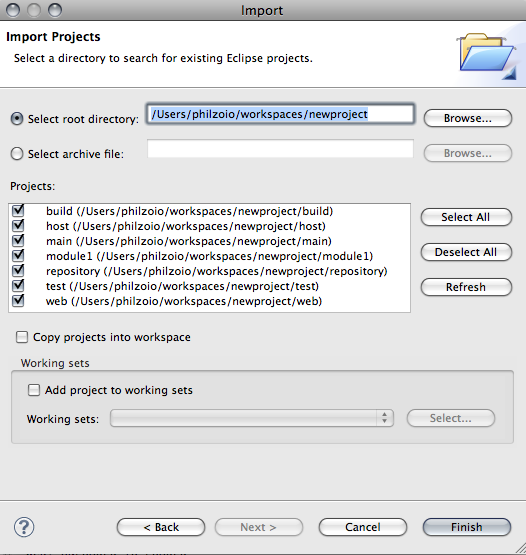 Import
Import Projects
Select a directory to search for existing Eclipse projects.
Select root directory: /Users/philzoio/workspaces/newproject Browse...
Select archive file: Browse...
Projects:
build (/Users/philzoio/workspaces/newproject/build)
host (/Users/philzoio/workspaces/newproject/host)
main (/Users/philzoio/workspaces/newproject/main)
module1 (/Users/philzoio/workspaces/newproject/module1)
repository (/Users/philzoio/workspaces/newproject/repository)
test (/Users/philzoio/workspaces/newproject/test)
web (/Users/philzoio/workspaces/newproject/web)
Select All
Deselect All
Refresh
Copy projects into workspace
Working sets
Add project to working sets
Working sets: Select...
? < Back Next > Cancel Finish